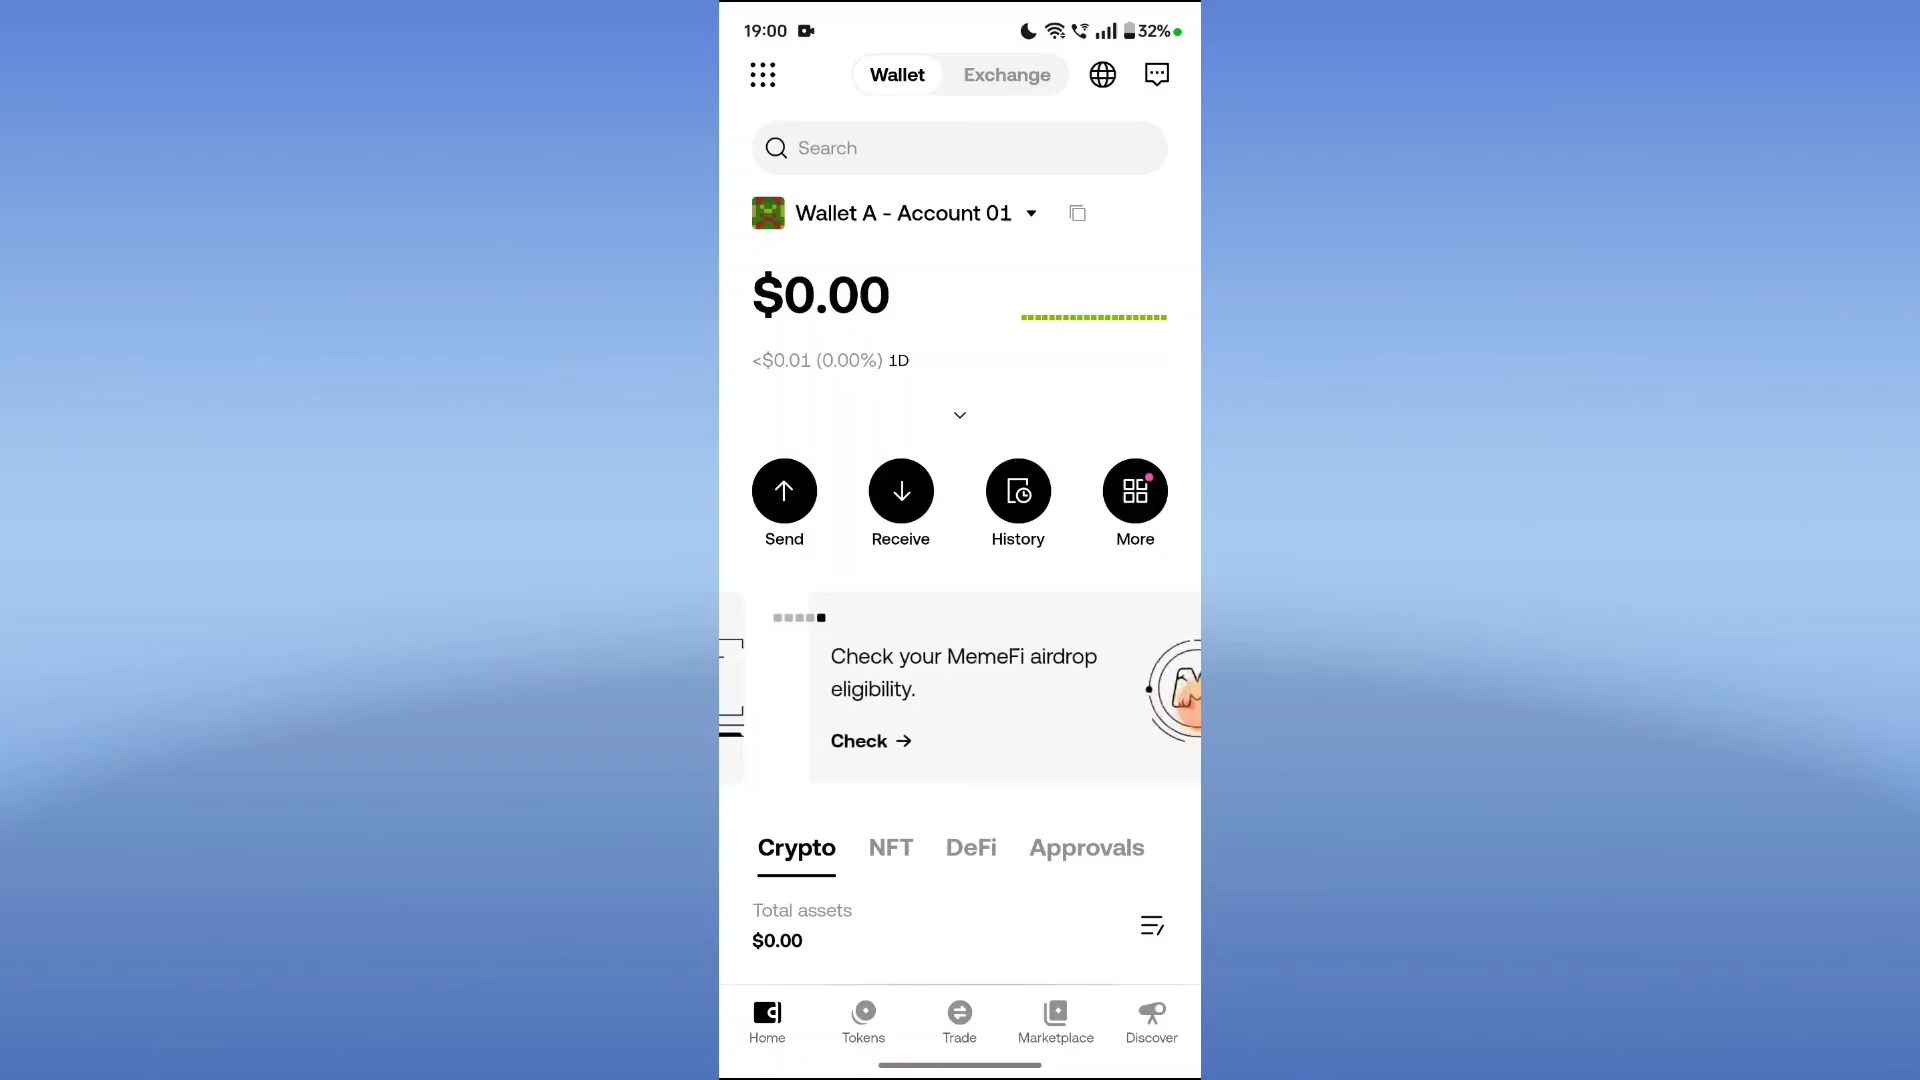 19:00 32%
Wallet Exchange
Search
Wallet A - Account 01
$0.00
<$0.01 (0.00%) 1D
Send Receive History More
Check your MemeFi airdrop
eligibility.
Check →
Crypto NFT DeFi Approvals
Total assets
$0.00
Home Tokens Trade Marketplace Discover